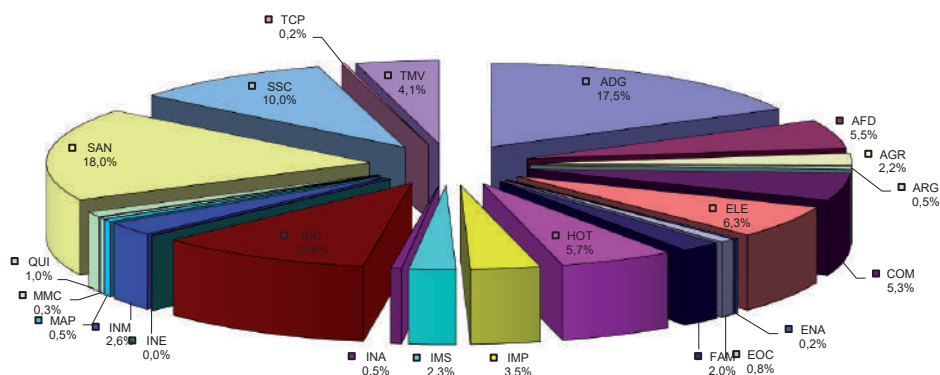 TCP
0,2%
TMV
4,1%
ADG
17,5%
SSC
10,0%
AFD
5,5%
SAN
18,0%
AGR
2,2%
ARG
0,5%
ELE
6,3%
INC
10,8%
HOT
5,7%
QUI
1,0%
COM
5,3%
MMC
0,3%
MAP
0,5%
INM
2,6%
INE
0,0%
ENA
0,2%
INA
0,5%
IMS
2,3%
IMP
3,5%
FAM
2,0%
EOC
0,8%